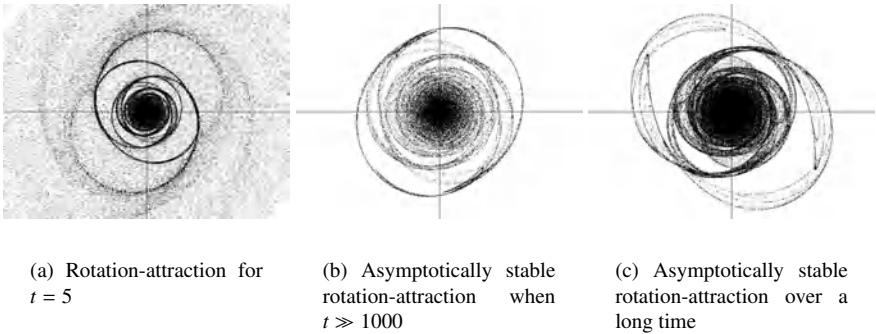 (a) Rotation-attraction for
t = 5
(b) Asymptotically stable
rotation-attraction when
t ≫ 1000
(c) Asymptotically stable
rotation-attraction over a
long time